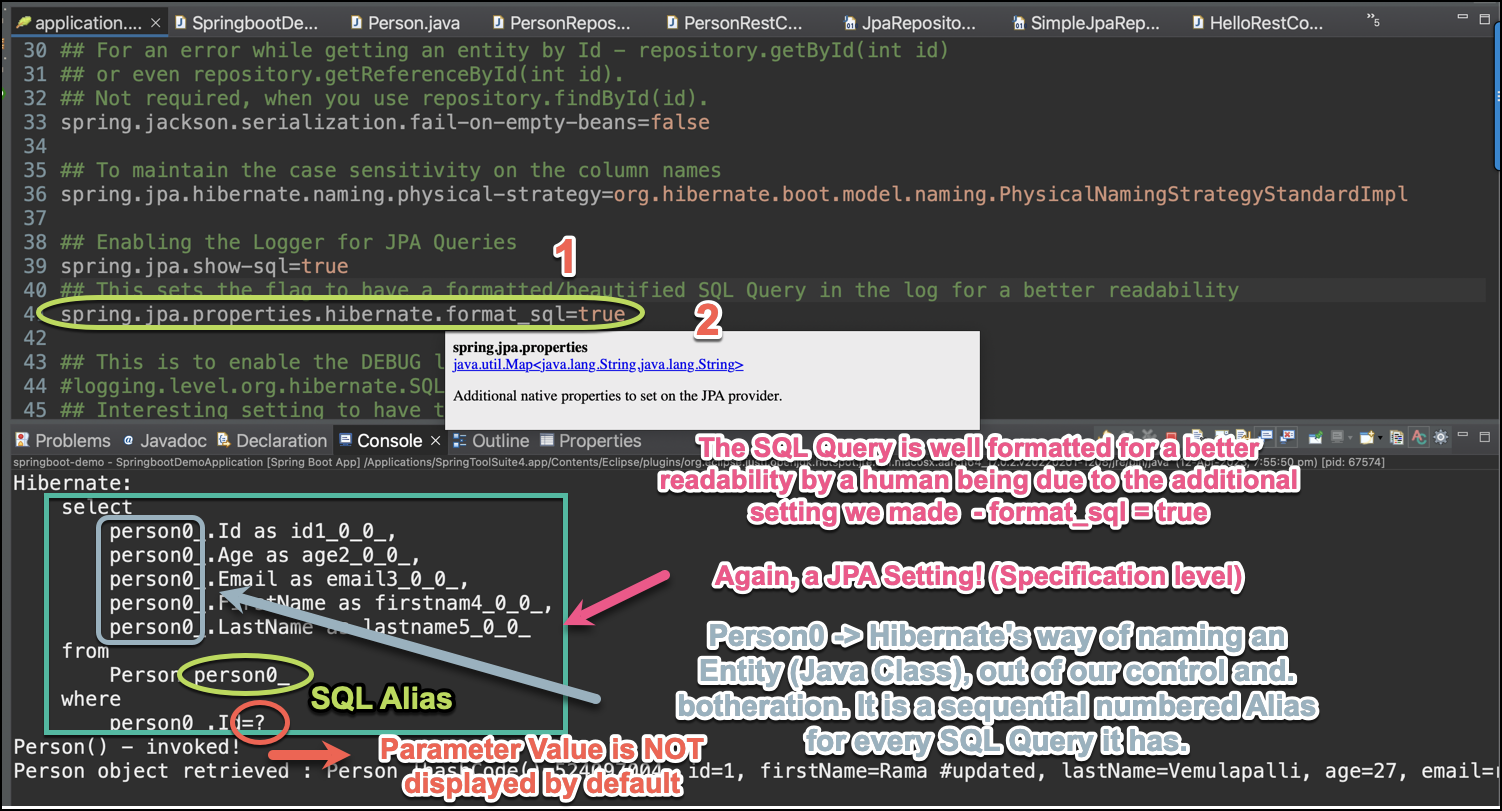 application.... SpringbootDe... Person.java PersonRepos... PersonRestC... JpaReposito... SimpleJpaRep... HelloRestCo... »5
30 ## For an error while getting an entity by Id - repository.getById(int id)
31 ## or even repository.getReferenceById(int id).
32 ## Not required, when you use repository.findById(id).
33 spring.jackson.serialization.fail-on-empty-beans=false
34
35 ## To maintain the case sensitivity on the column names
36 spring.jpa.hibernate.naming.physical-strategy=org.hibernate.boot.model.naming.PhysicalNamingStrategyStandardImpl
37
38 ## Enabling the Logger for JPA Queries
1
39 spring.jpa.show-sql=true
40 ## This sets the flag to have a formatted/beautified SQL Query in the log for a better readability
4 spring.jpa.properties.hibernate.format_sql=true
2
42
spring.jpa.properties
43 ## This is to enable the DEBUG l
java.util.Map<java.lang.String,java.lang.String>
44 #logging.level.org.hibernate.SQL
Additional native properties to set on the JPA provider.
45 ## Interesting setting to have t
Problems Javadoc Declaration Console Outline Properties
springboot-demo - SpringbootDemoApplication [Spring Boot App] /Applications/SpringToolSuite4.app/Contents/Eclipse/plugins/ (12-Apr-2023, 7:55:50 pm) [pid: 67574]
The SQL Query is well formatted for a better
readability by a human being due to the additional
setting we made - format_sql = true
Hibernate:
select
person0_.Id as id1_0_0_,
person0_.Age as age2_0_0_,
person0_.Email as email3_0_0_,
person0_.FirstName as firstnam4_0_0_,
person0_.LastName as lastname5_0_0_
from
Person person0_
where
person0_.Id=?
Again, a JPA Setting! (Specification level)
Person0 -> Hibernate's way of naming an
Entity (Java Class), out of our control and.
botheration. It is a sequential numbered Alias
for every SQL Query it has.
SQL Alias
Person() - invoked!
Parameter Value is NOT
displayed by default
Person object retrieved : Person id=1, firstName=Rama #updated, lastName=Vemulapalli, age=27, email=